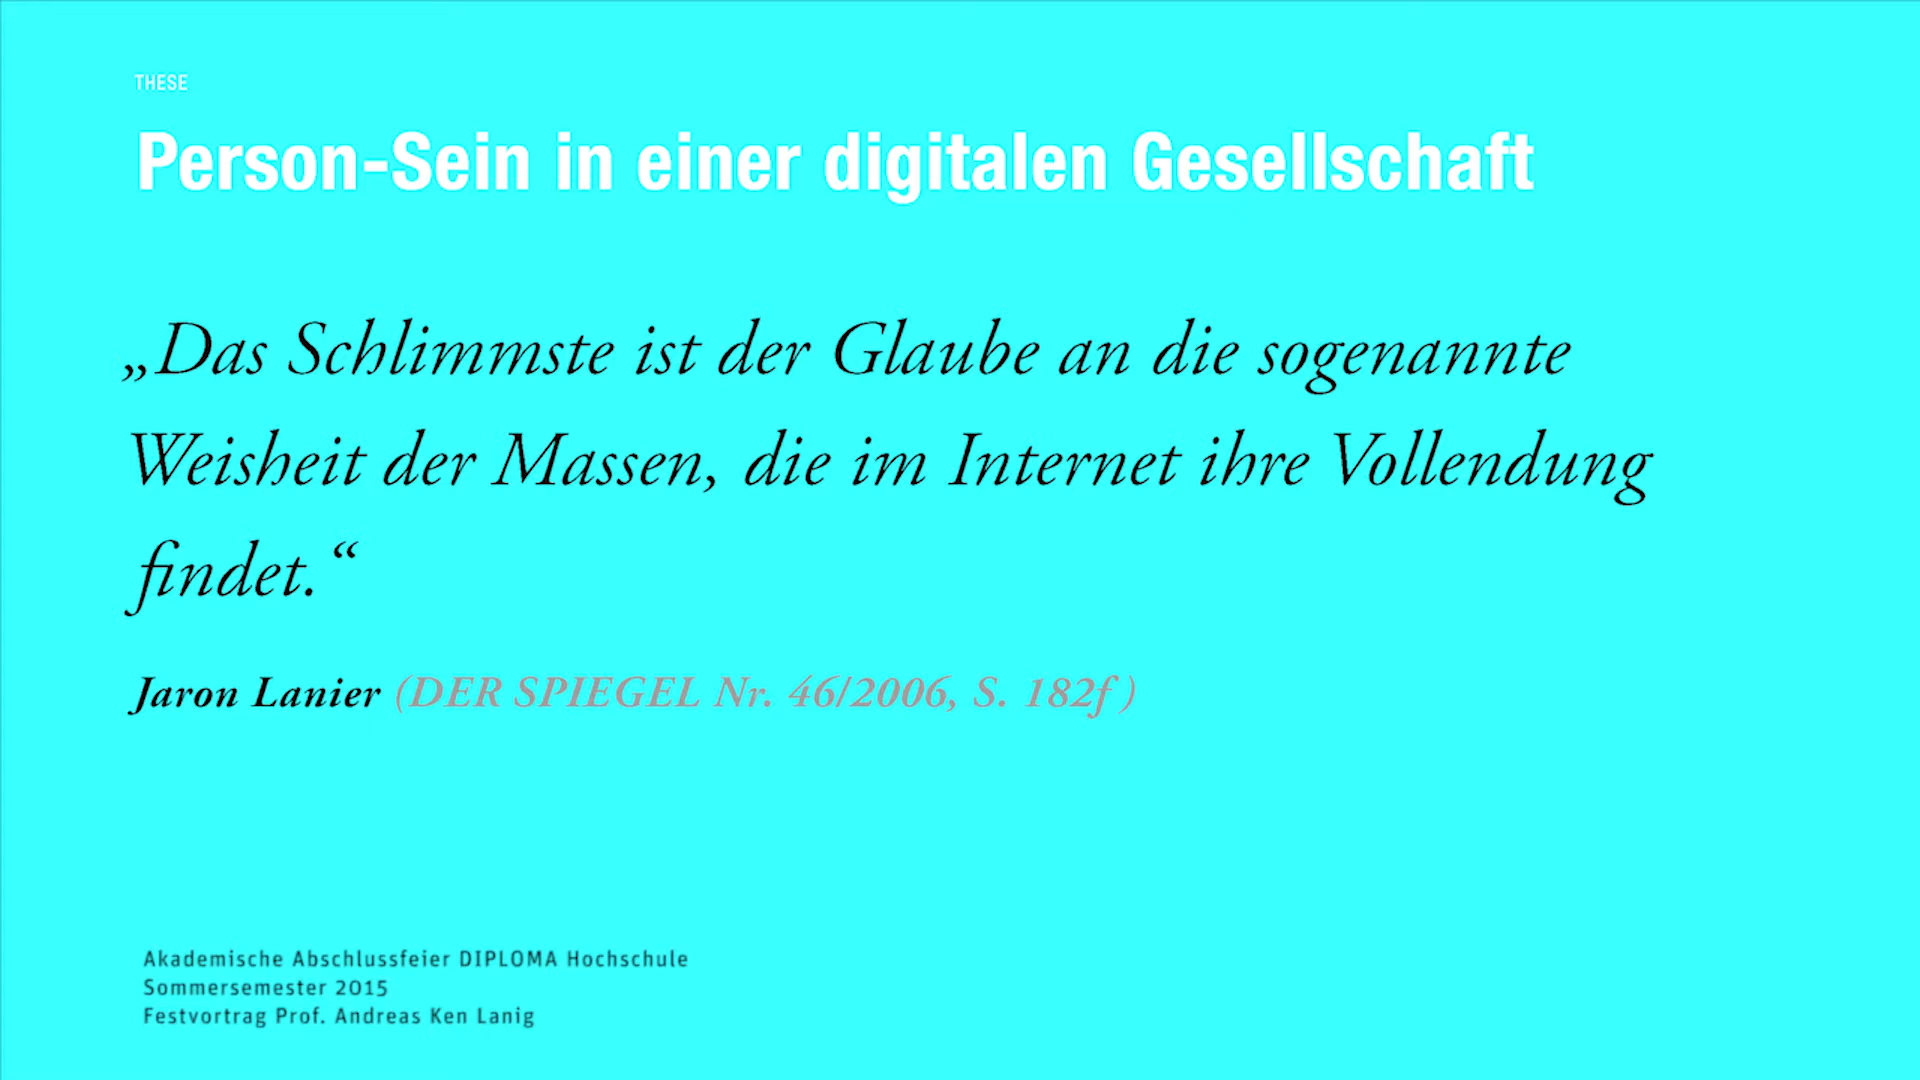 THESE
Person-Sein in einer digitalen Gesellschaft
„Das Schlimmste ist der Glaube an die sogenannte
Weisheit der Massen, die im Internet ihre Vollendung
findet.“
Jaron Lanier (DER SPIEGEL Nr. 46/2006, S. 182f )
Akademische Abschlussfeier DIPLOMA Hochschule
Sommersemester 2015
Festvortrag Prof. Andreas Ken Lanig